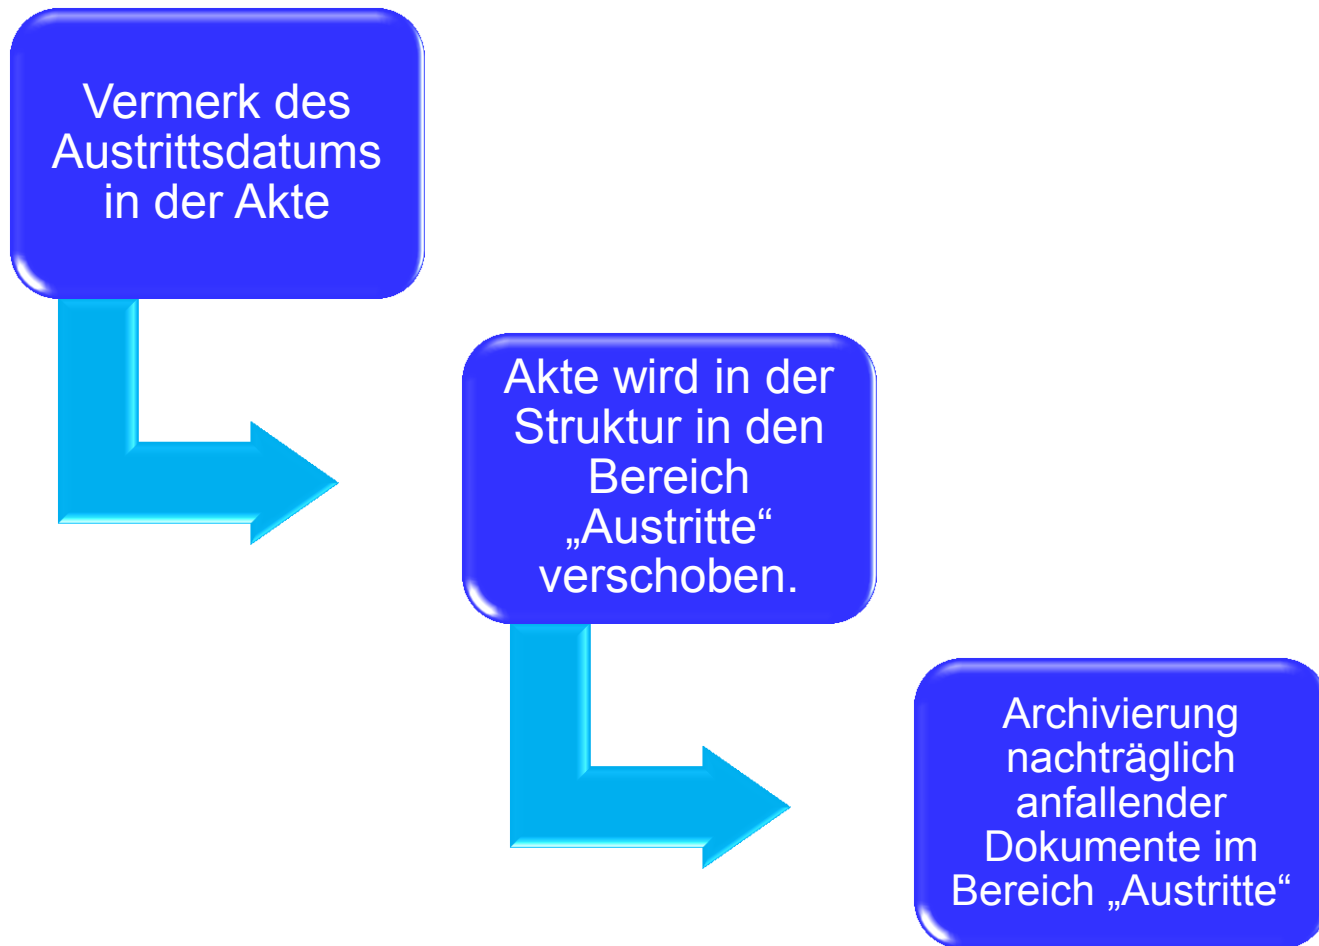 Vermerk des
Austrittsdatums
in der Akte
Akte wird in der
Struktur in den
Bereich
„Austritte“
verschoben.
Archivierung
nachträglich
anfallender
Dokumente im
Bereich „Austritte“